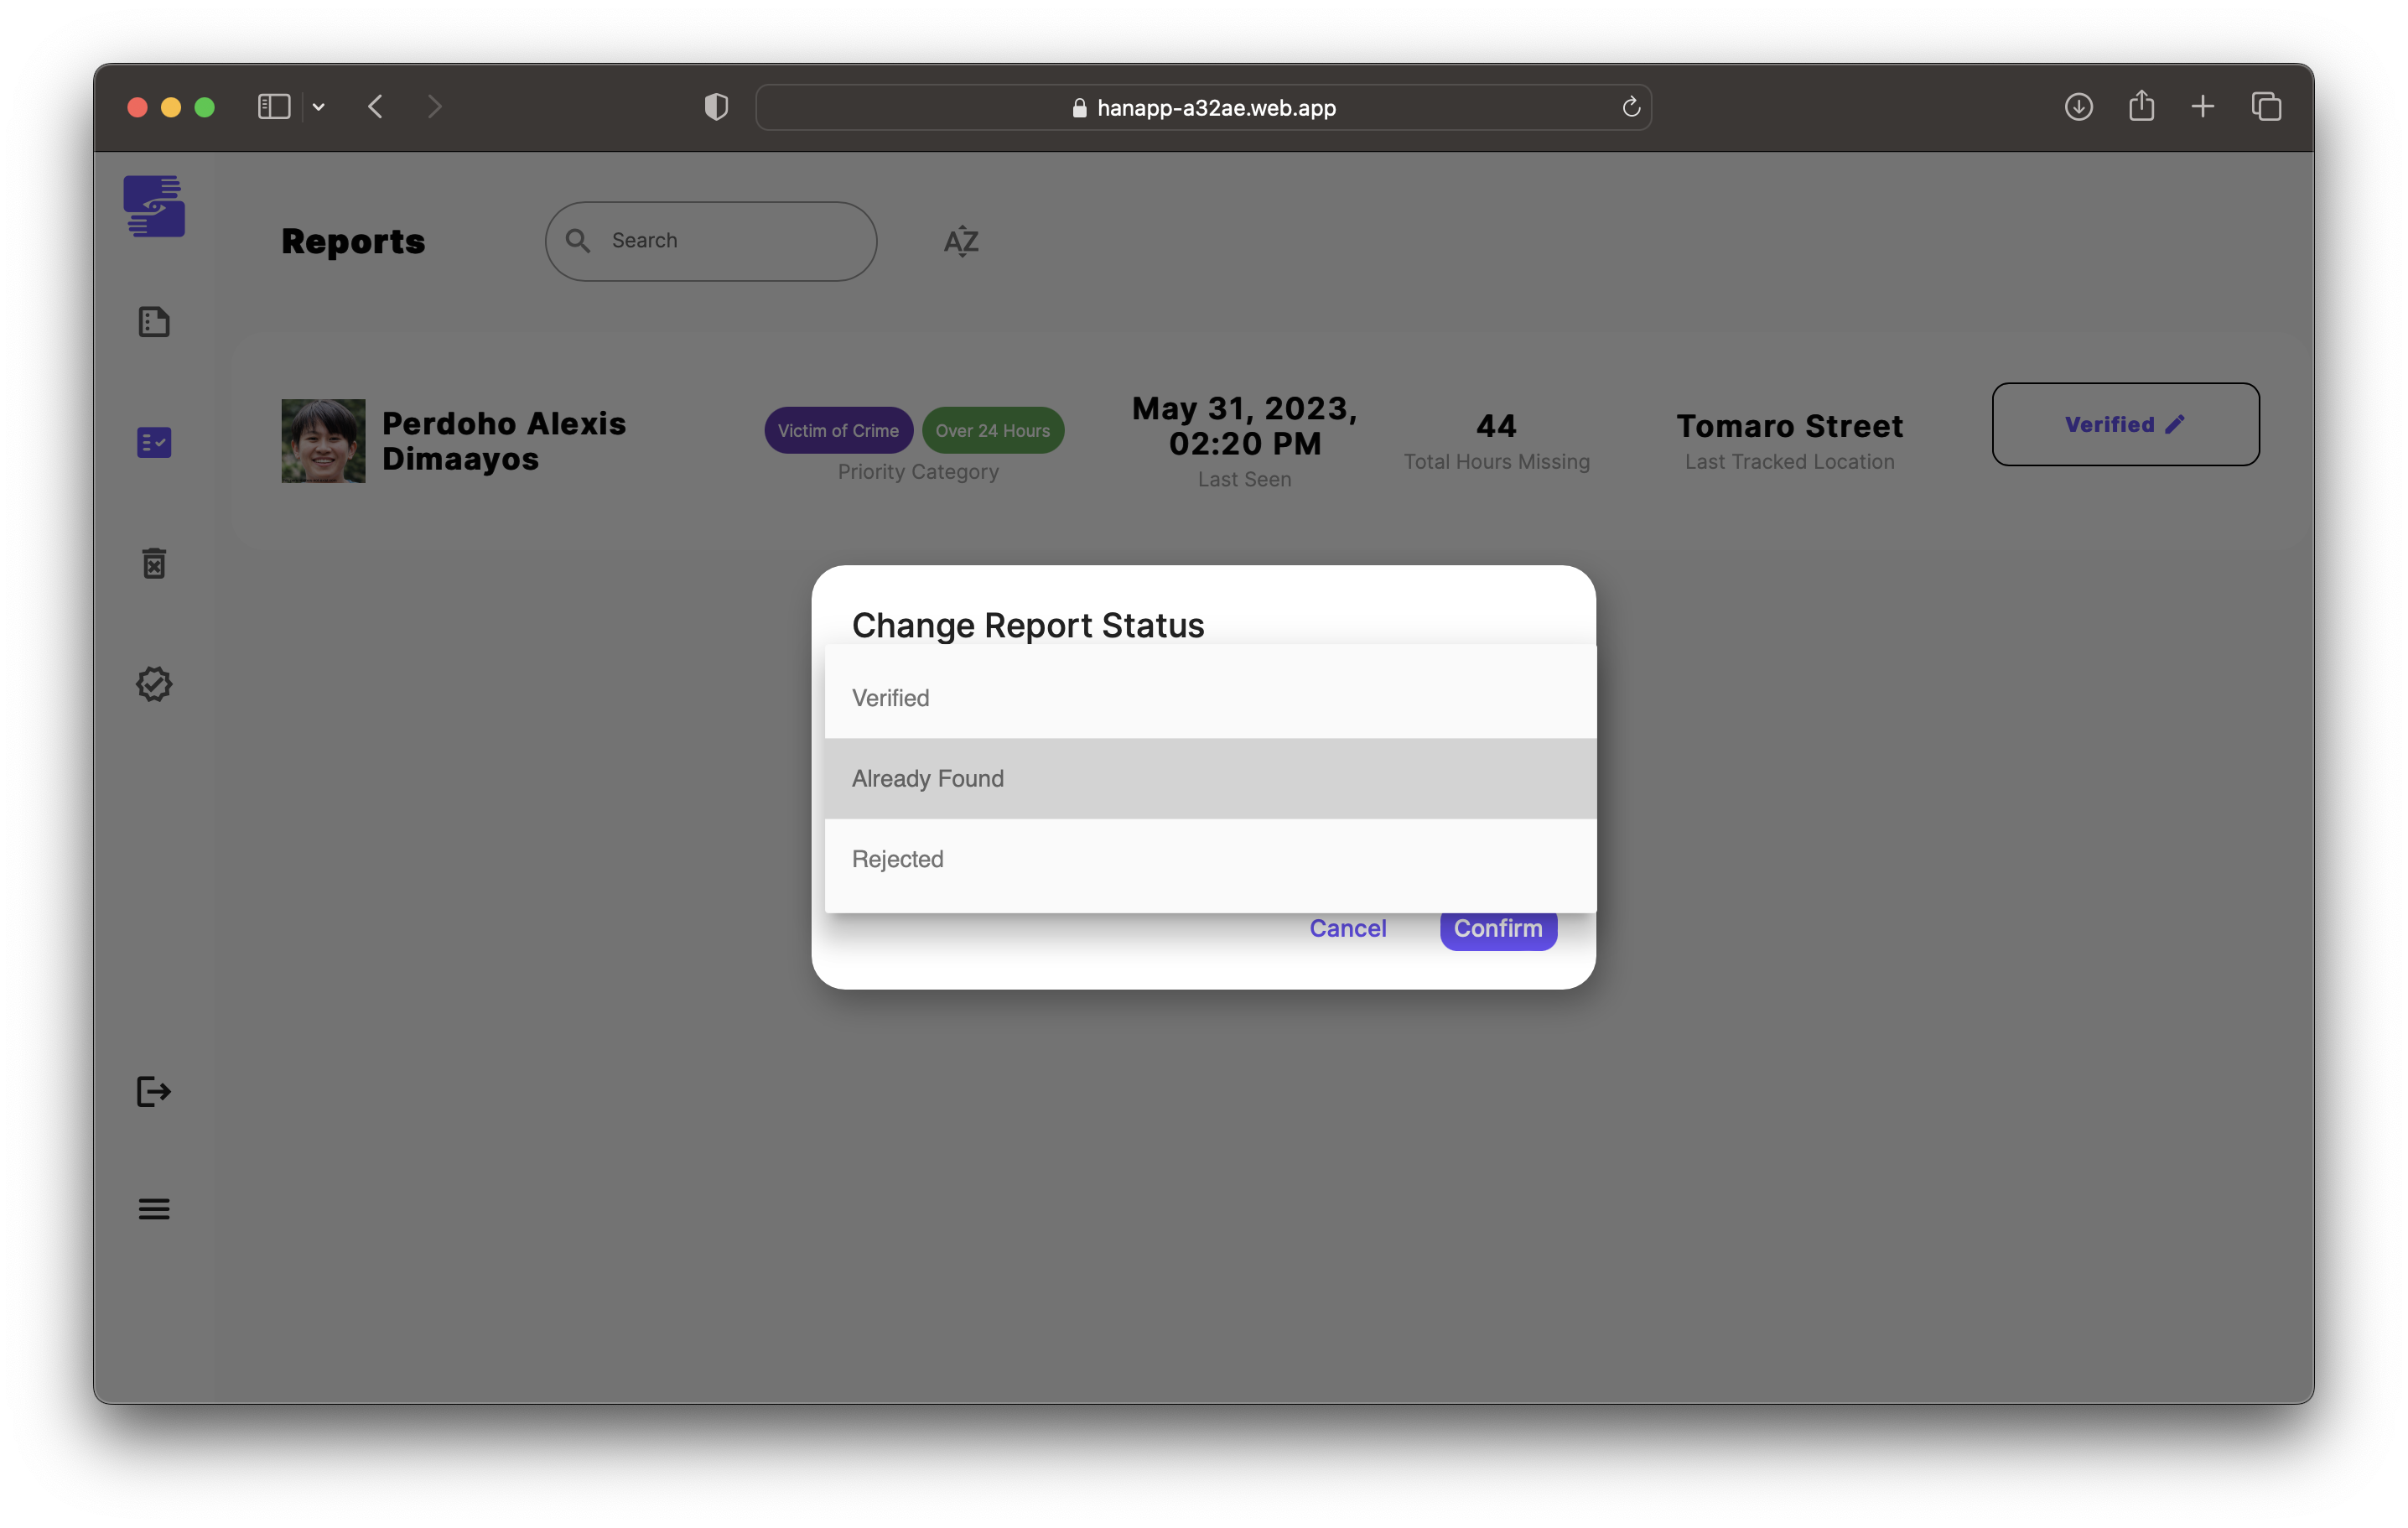 hanapp-a32ae.web.app
Reports
Search
AZ
Perdoho Alexis
Dimaayos
Victim of Crime
Over 24 Hours
Priority Category
May 31, 2023,
02:20 PM
Last Seen
44
Total Hours Missing
Tomaro Street
Last Tracked Location
Verified
Change Report Status
Verified
Already Found
Rejected
Cancel
Confirm